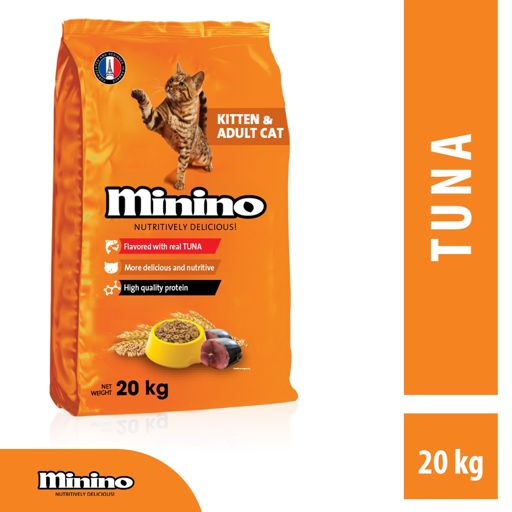 KITTEN &
ADULT CAT
Minino
NUTRITIVELY DELICIOUS!
Flavored with real TUNA
More delicious and nutritive
High quality protein
NET
WEIGHT 20 kg
TUNA
20 kg
Minino
NUTRITIVELY DELICIOUS!